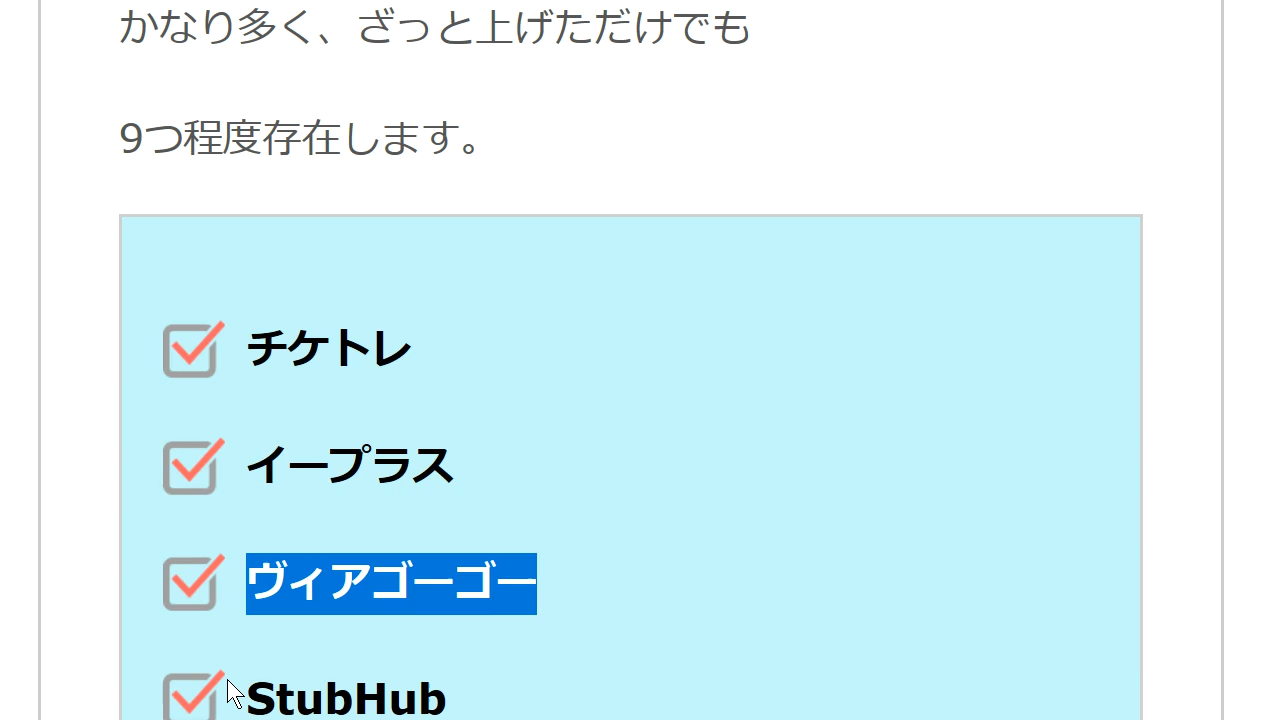 かなり多く、ざっと上げただけでも
9つ程度存在します。
チケトレ
イープラス
ヴィアゴーゴー
StubHub